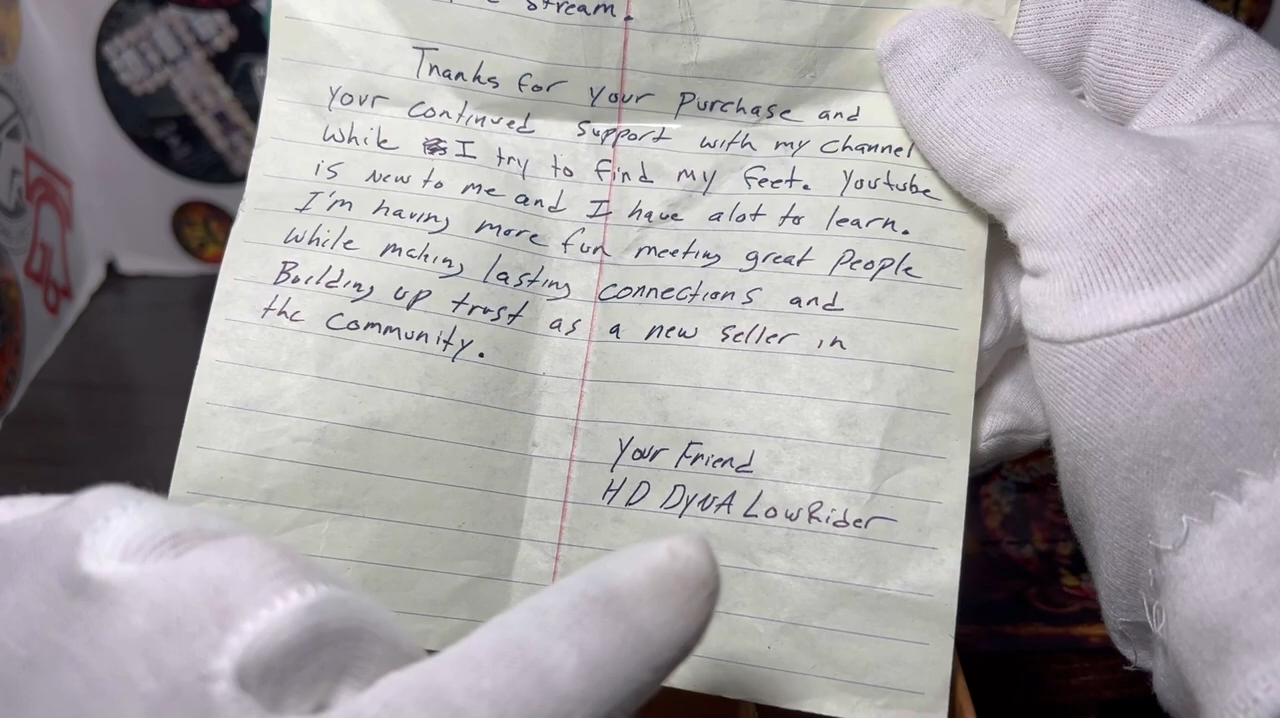 stream.
Thanks for your Purchase and
your continued support with my channel
while I try to find my feet. Youtube
is new to me and I have alot to learn.
I'm having more fun meeting great People
while making lasting connections and
Building up trust as a new seller in
the community.
Your Friend
HD DYNA LowRider